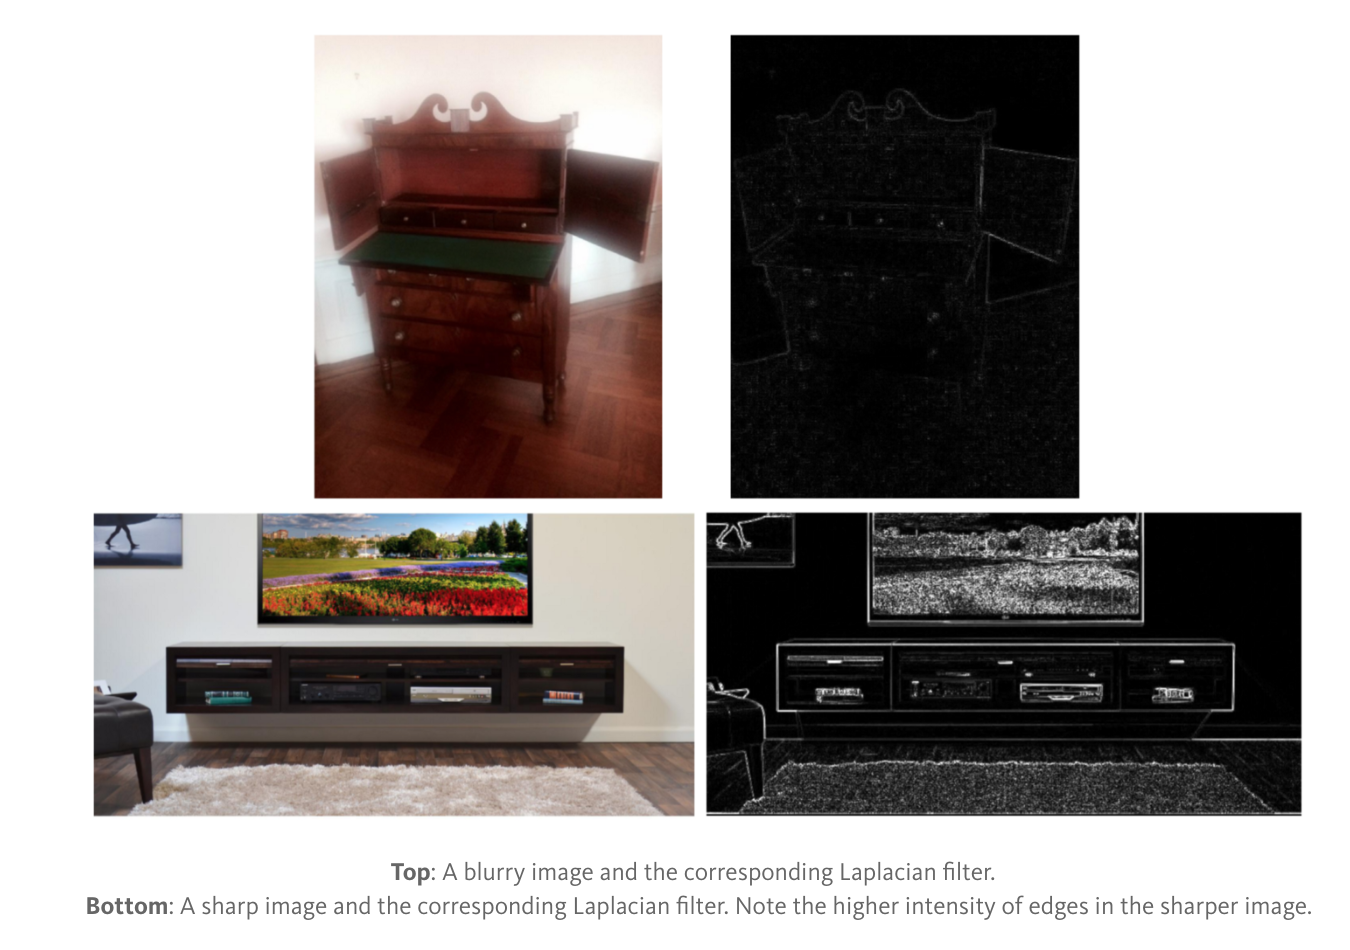 Top: A blurry image and the corresponding Laplacian filter.
Bottom: A sharp image and the corresponding Laplacian filter. Note the higher intensity of edges in the sharper image.